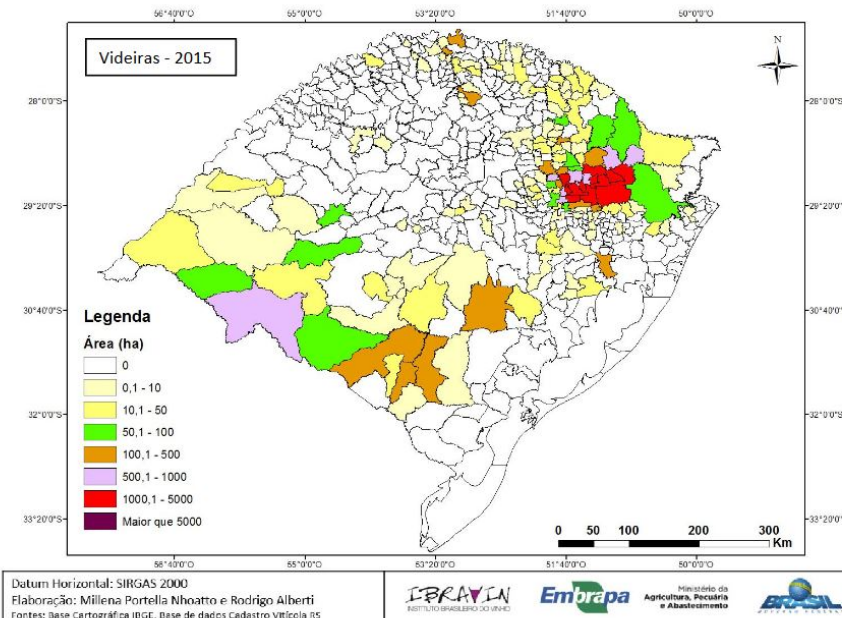 56°40'0"O 55°0'0"O 53°20'0"O 51°40'0"O 50°0'0"O
Videiras - 2015
N
28°0'0"S 28°0'0"S
29°20'0"S 29°20'0"S
30°40'0"S 30°40'0"S
Legenda
Área (ha)
0
0,1 - 10
10,1 - 50
50,1 - 100
100,1 - 500
500,1 - 1000
1000,1 - 5000
Maior que 5000
32°0'0"S 32°0'0"S
33°20'0"S 33°20'0"S
0 50 100 200 300
Km
56°40'0"O 55°0'0"O 53°20'0"O 51°40'0"O 50°0'0"O
Datum Horizontal: SIRGAS 2000
Elaboração: Millena Portella Nhoatto e Rodrigo Alberti
Fontes: Base Cartográfica IBGE, Base de dados Cadastro Vitícola RS
IBRAVIN
INSTITUTO BRASILEIRO DO VINHO
Embrapa
Ministério da
Agricultura, Pecuária
e Abastecimento
BRASIL
GOVERNO FEDERAL